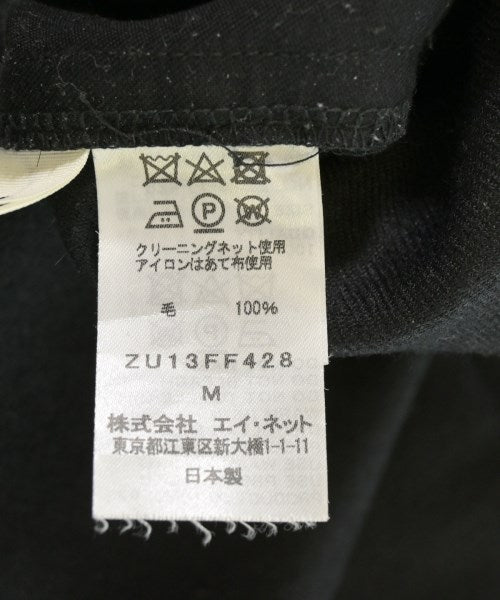 P W
クリーニングネット使用
アイロンはあて布使用
毛 100%
ZU13FF428
M
株式会社 エイ・ネット
東京都江東区新大橋1-1-11
日本製